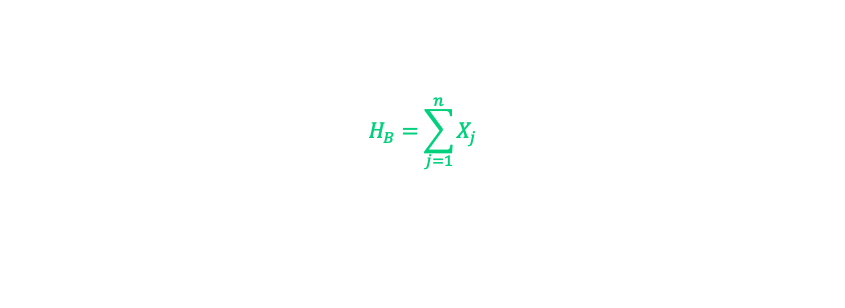 $H_B = \sum_{j=1}^{n} X_j$